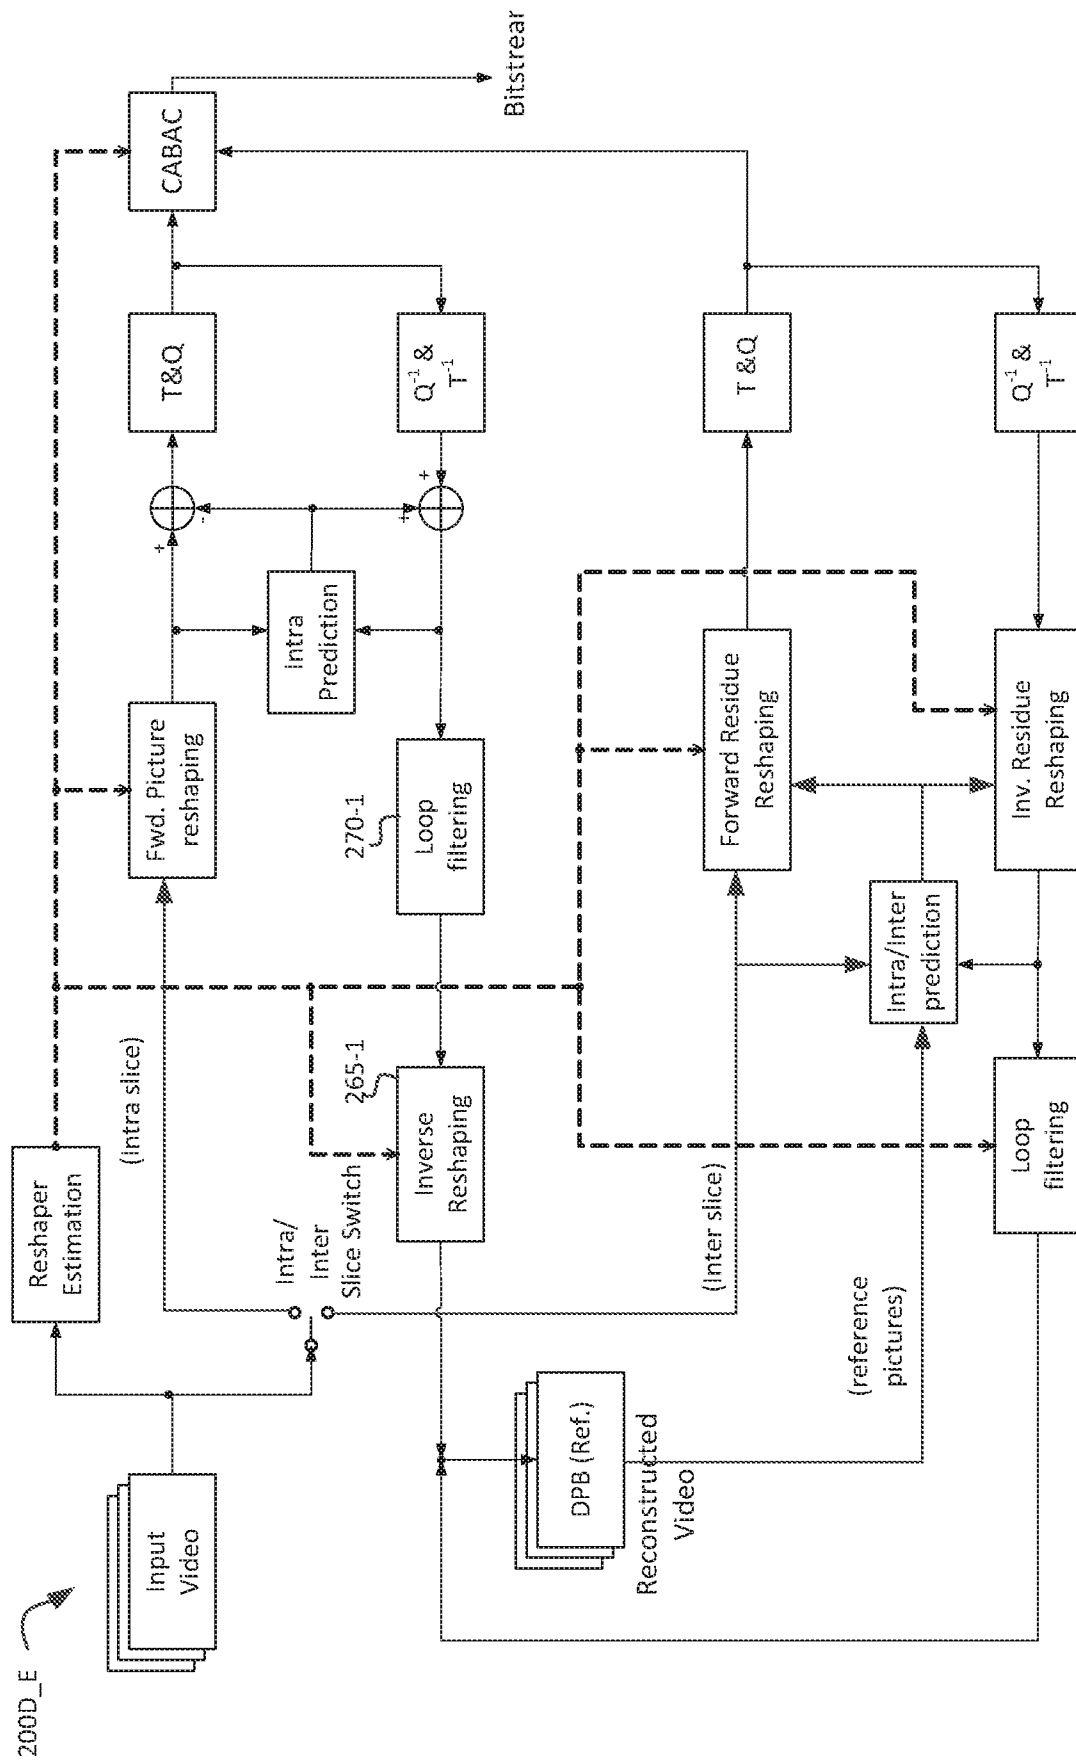 200D_E
Input
Video
Reshaper
Estimation
(Intra slice)
Intra/
Inter
Slice Switch
Fwd. Picture
reshaping
+
-
T&Q
CABAC
Bitstrear
Intra
Prediction
+
+
Q⁻¹ &
T⁻¹
270-1
Loop
filtering
265-1
Inverse
Reshaping
DPB (Ref.)
Reconstructed
Video
(Inter slice)
(reference
pictures)
Forward Residue
Reshaping
T &Q
Intra/Inter
prediction
Inv. Residue
Reshaping
Q⁻¹ &
T⁻¹
Loop
filtering